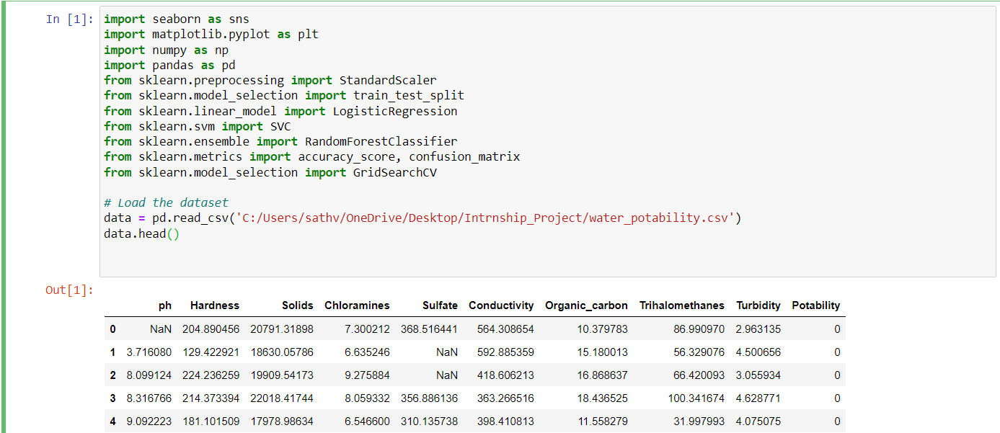 In [1]:
import seaborn as sns
import matplotlib.pyplot as plt
import numpy as np
import pandas as pd
from sklearn.preprocessing import StandardScaler
from sklearn.model_selection import train_test_split
from sklearn.linear_model import LogisticRegression
from sklearn.svm import SVC
from sklearn.ensemble import RandomForestClassifier
from sklearn.metrics import accuracy_score, confusion_matrix
from sklearn.model_selection import GridSearchCV
# Load the dataset
data = pd.read_csv('C:/Users/sathv/OneDrive/Desktop/Intrnship_Project/water_potability.csv')
data.head()
Out[1]:
ph Hardness Solids Chloramines Sulfate Conductivity Organic_carbon Trihalomethanes Turbidity Potability
0 NaN 204.890456 20791.31898 7.300212 368.516441 564.308654 10.379783 86.990970 2.963135 0
1 3.716080 129.422921 18630.05786 6.635246 NaN 592.885359 15.180013 56.329076 4.500656 0
2 8.099124 224.236259 19909.54173 9.275884 NaN 418.606213 16.868637 66.420093 3.055934 0
3 8.316766 214.373394 22018.41744 8.059332 356.886136 363.266516 18.436525 100.341674 4.628771 0
4 9.092223 181.101509 17978.98634 6.546600 310.135738 398.410813 11.558279 31.997993 4.075075 0